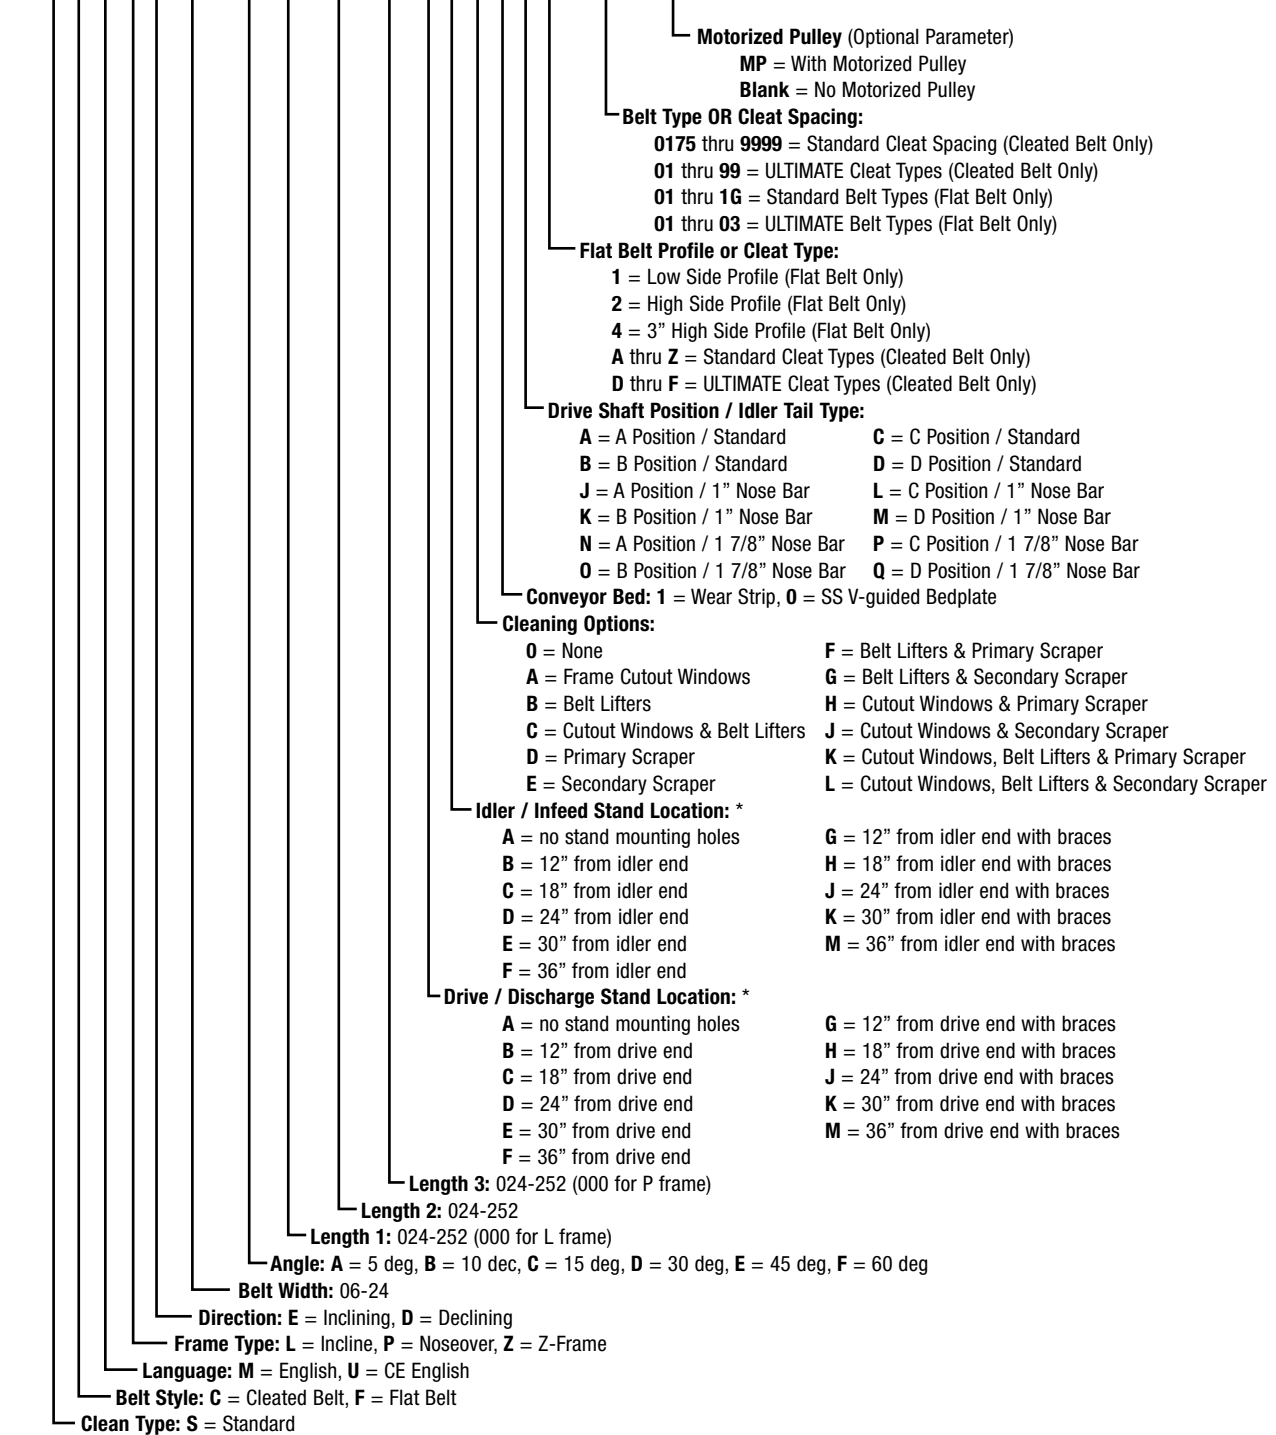 Motorized Pulley (Optional Parameter)
MP = With Motorized Pulley
Blank = No Motorized Pulley
Belt Type OR Cleat Spacing:
0175 thru 9999 = Standard Cleat Spacing (Cleated Belt Only)
01 thru 99 = ULTIMATE Cleat Types (Cleated Belt Only)
01 thru 1G = Standard Belt Types (Flat Belt Only)
01 thru 03 = ULTIMATE Belt Types (Flat Belt Only)
Flat Belt Profile or Cleat Type:
1 = Low Side Profile (Flat Belt Only)
2 = High Side Profile (Flat Belt Only)
4 = 3” High Side Profile (Flat Belt Only)
A thru Z = Standard Cleat Types (Cleated Belt Only)
D thru F = ULTIMATE Cleat Types (Cleated Belt Only)
Drive Shaft Position / Idler Tail Type:
A = A Position / Standard C = C Position / Standard
B = B Position / Standard D = D Position / Standard
J = A Position / 1” Nose Bar L = C Position / 1” Nose Bar
K = B Position / 1” Nose Bar M = D Position / 1” Nose Bar
N = A Position / 1 7/8” Nose Bar P = C Position / 1 7/8” Nose Bar
O = B Position / 1 7/8” Nose Bar Q = D Position / 1 7/8” Nose Bar
Conveyor Bed: 1 = Wear Strip, 0 = SS V-guided Bedplate
Cleaning Options:
0 = None F = Belt Lifters & Primary Scraper
A = Frame Cutout Windows G = Belt Lifters & Secondary Scraper
B = Belt Lifters H = Cutout Windows & Primary Scraper
C = Cutout Windows & Belt Lifters J = Cutout Windows & Secondary Scraper
D = Primary Scraper K = Cutout Windows, Belt Lifters & Primary Scraper
E = Secondary Scraper L = Cutout Windows, Belt Lifters & Secondary Scraper
Idler / Infeed Stand Location: *
A = no stand mounting holes G = 12” from idler end with braces
B = 12” from idler end H = 18” from idler end with braces
C = 18” from idler end J = 24” from idler end with braces
D = 24” from idler end K = 30” from idler end with braces
E = 30” from idler end M = 36” from idler end with braces
F = 36” from idler end
Drive / Discharge Stand Location: *
A = no stand mounting holes G = 12” from drive end with braces
B = 12” from drive end H = 18” from drive end with braces
C = 18” from drive end J = 24” from drive end with braces
D = 24” from drive end K = 30” from drive end with braces
E = 30” from drive end M = 36” from drive end with braces
F = 36” from drive end
Length 3: 024-252 (000 for P frame)
Length 2: 024-252
Length 1: 024-252 (000 for L frame)
Angle: A = 5 deg, B = 10 dec, C = 15 deg, D = 30 deg, E = 45 deg, F = 60 deg
Belt Width: 06-24
Direction: E = Inclining, D = Declining
Frame Type: L = Incline, P = Noseover, Z = Z-Frame
Language: M = English, U = CE English
Belt Style: C = Cleated Belt, F = Flat Belt
Clean Type: S = Standard